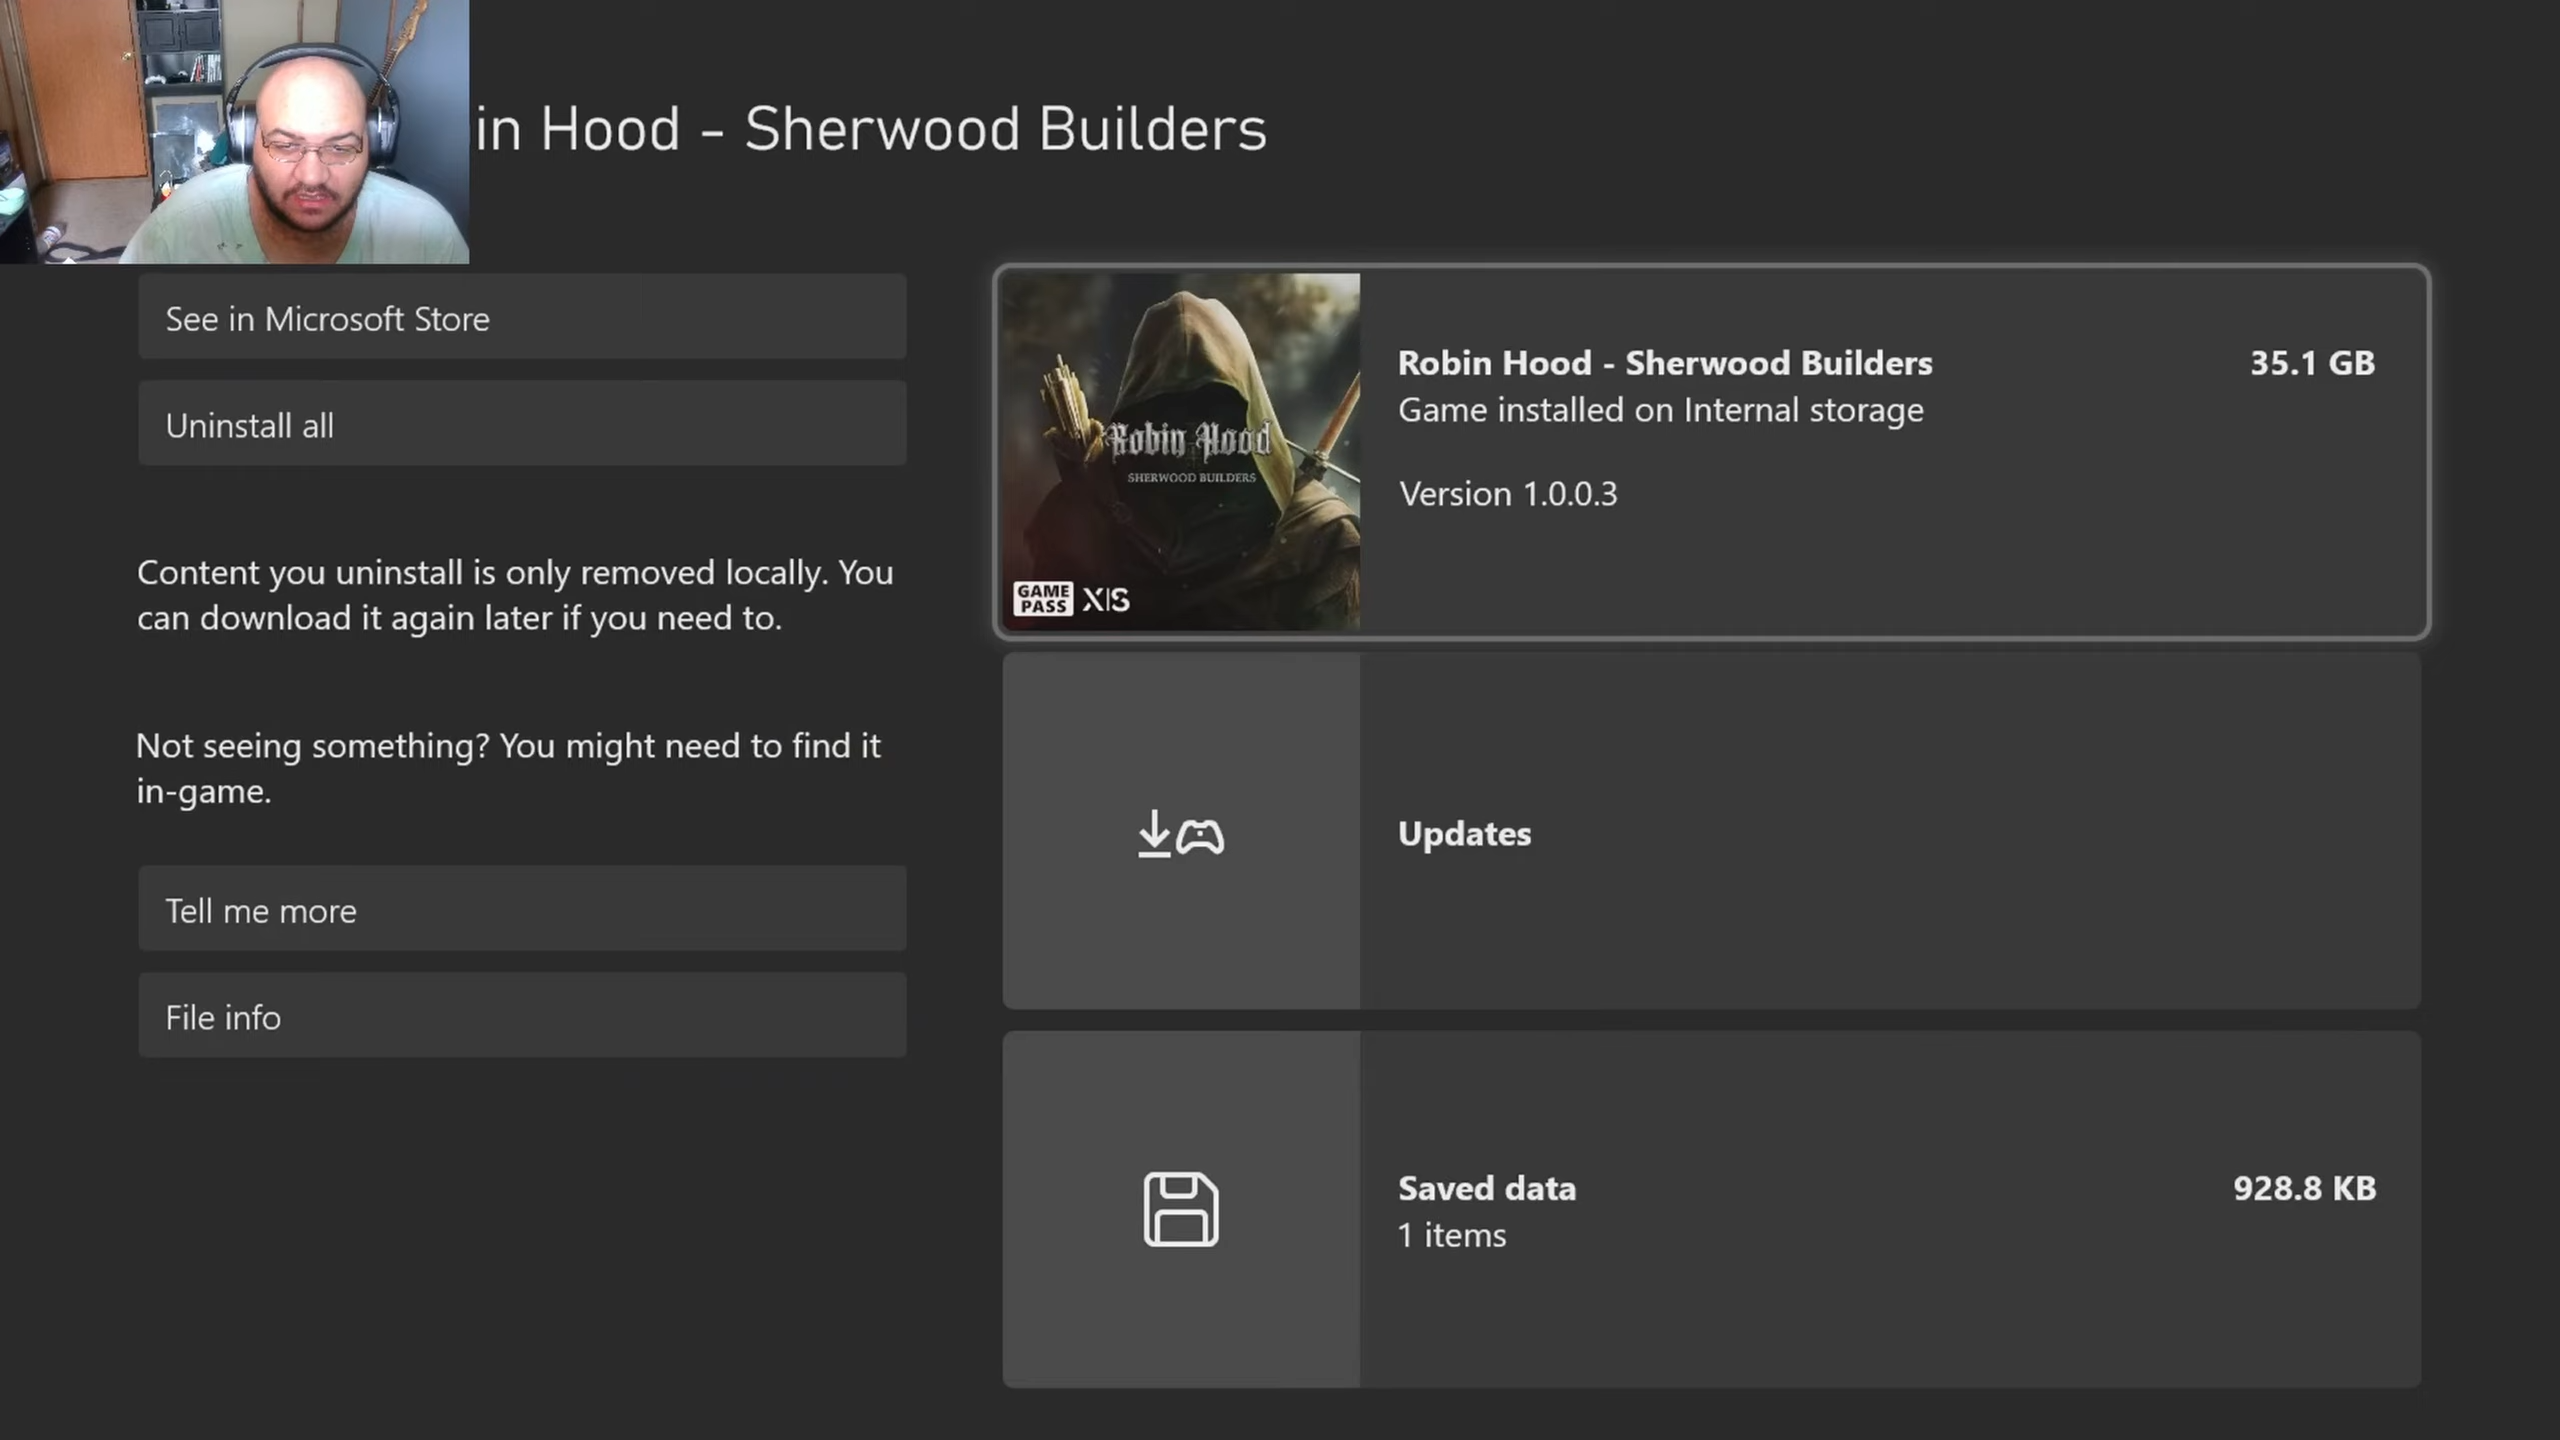 in Hood - Sherwood Builders
See in Microsoft Store
Uninstall all
Content you uninstall is only removed locally. You
can download it again later if you need to.
Not seeing something? You might need to find it
in-game.
Tell me more
File info
Robin Hood
SHERWOOD BUILDERS
GAME
PASS
X|S
Robin Hood - Sherwood Builders
35.1 GB
Game installed on Internal storage
Version 1.0.0.3
Updates
Saved data
928.8 KB
1 items